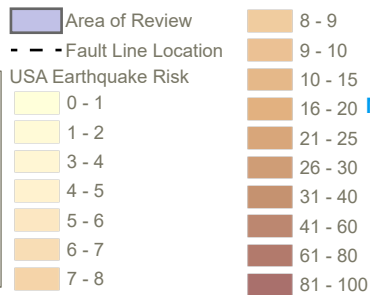 Area of Review
Fault Line Location
USA Earthquake Risk
0 - 1
1 - 2
3 - 4
4 - 5
5 - 6
6 - 7
7 - 8
8 - 9
9 - 10
10 - 15
16 - 20
21 - 25
26 - 30
31 - 40
41 - 60
61 - 80
81 - 100